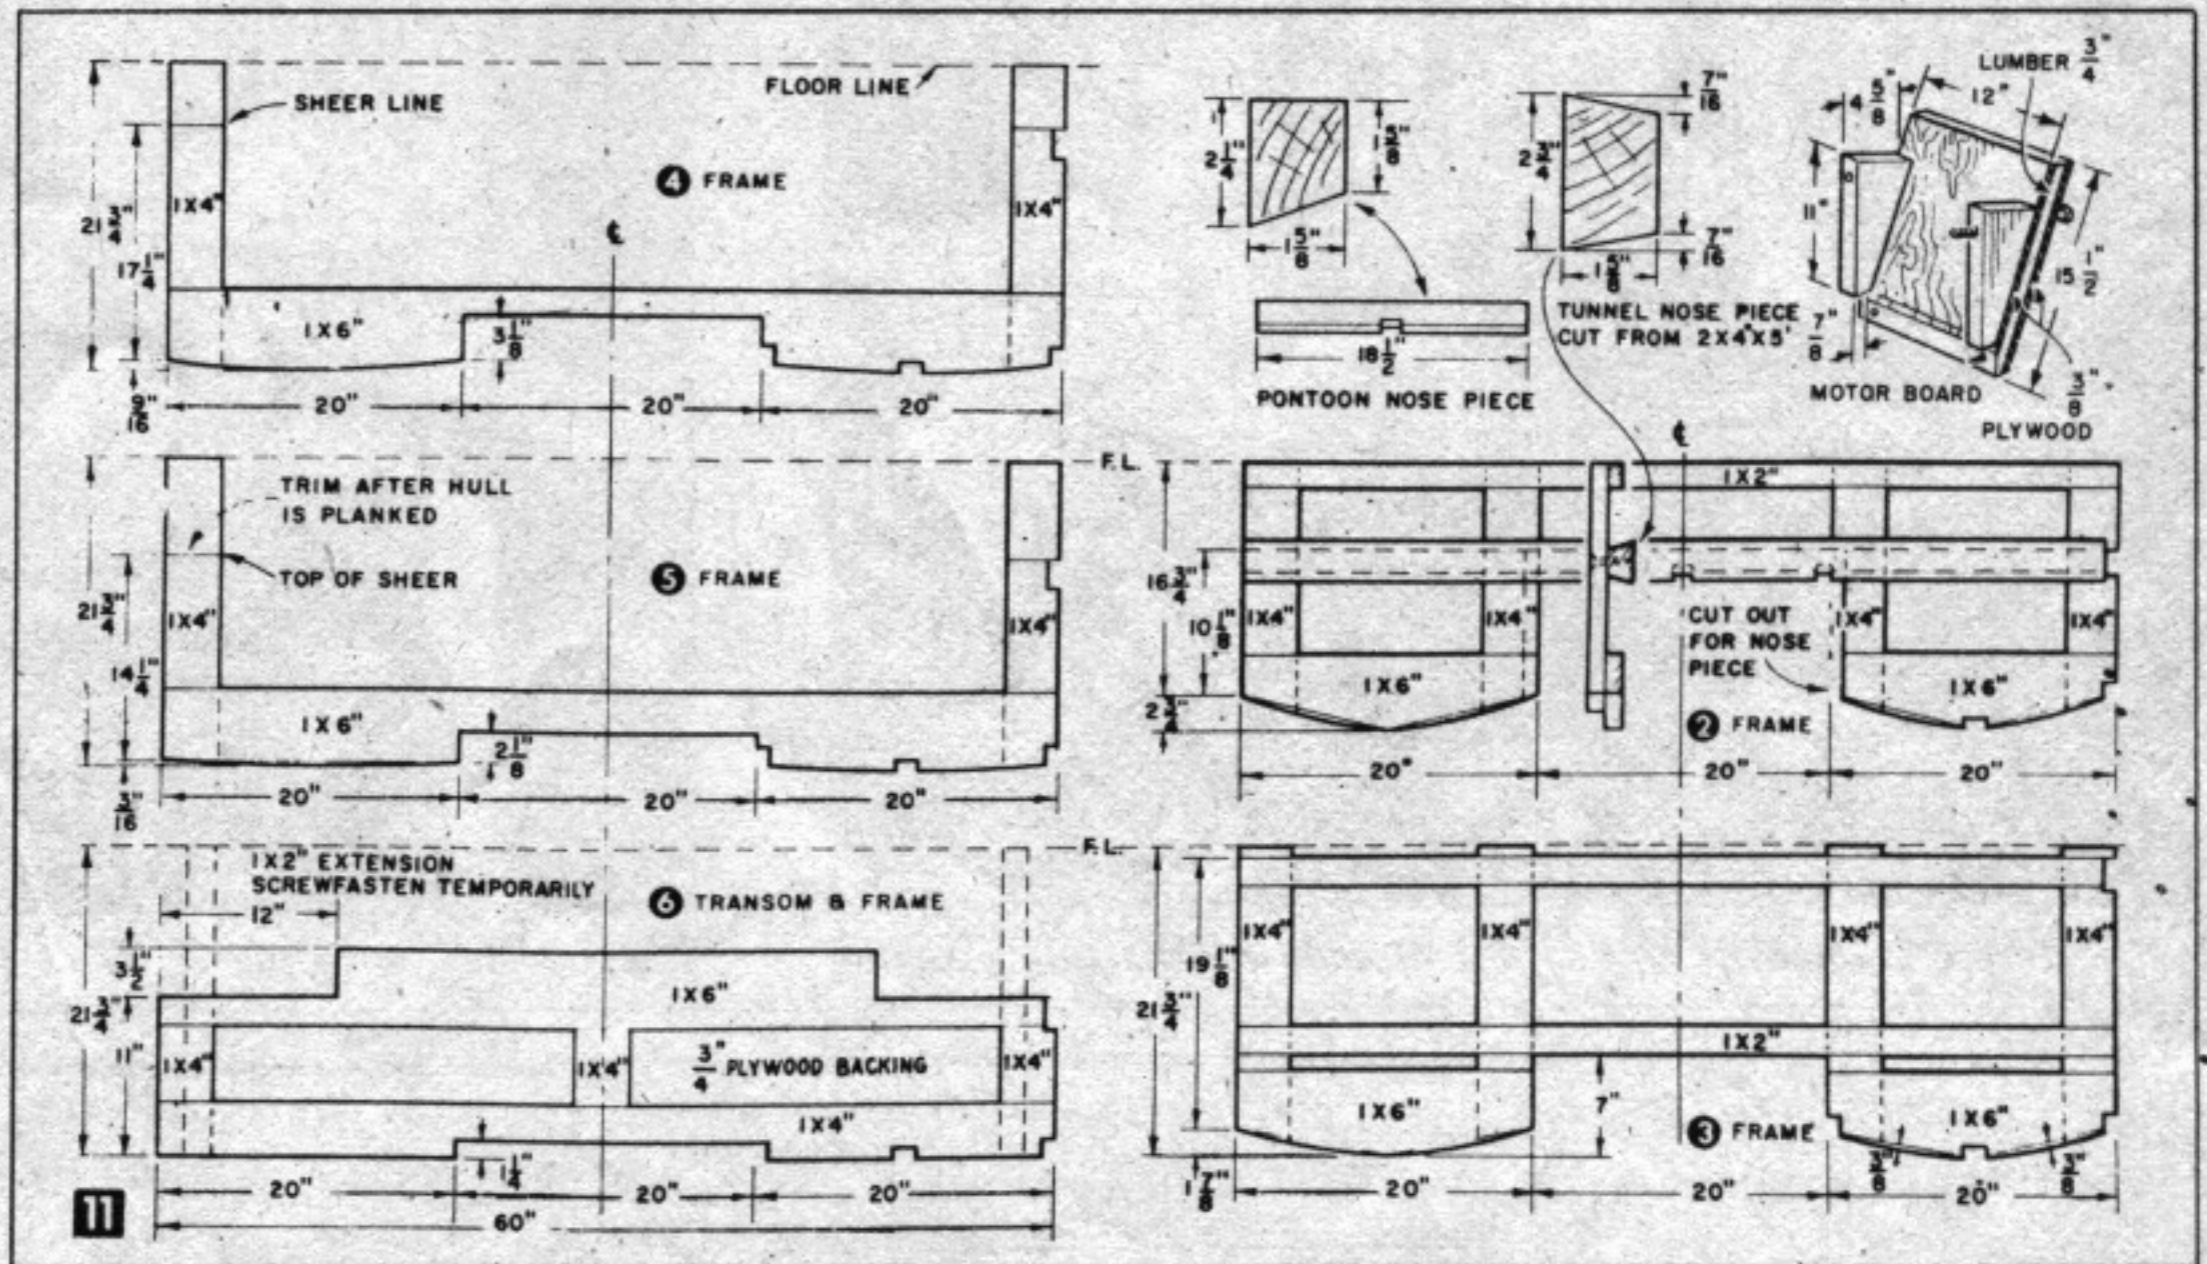 FLOOR LINE
SHEER LINE
❹ FRAME
℄
1X4"
1X4"
21 3/4"
17 1/4"
1X6"
3 1/8"
9/16"
20"
20"
20"
2 1/4"
1 5/8"
1 5/8"
18 1/2"
PONTOON NOSE PIECE
7/16"
2 3/4"
7/16"
1 5/8"
TUNNEL NOSE PIECE
CUT FROM 2X4"X5'
LUMBER 3/4"
4 5/8"
12"
11"
15 1/2"
7/8"
MOTOR BOARD
3/8"
PLYWOOD
F.L.
TRIM AFTER HULL
IS PLANKED
TOP OF SHEER
❺ FRAME
21 3/4"
1X4"
1X4"
14 1/4"
1X6"
2 1/8"
3/16"
20"
20"
20"
℄
1X2"
16 3/4"
10 1/8"
1X4"
1X4"
1X4"
1X4"
CUT OUT
FOR NOSE
PIECE
1X6"
1X6"
2 3/4"
❷ FRAME
20"
20"
20"
F.L.
1X2" EXTENSION
SCREWFASTEN TEMPORARILY
12"
❻ TRANSOM & FRAME
3 1/2"
1X6"
21 3/4"
11"
1X4"
1X4"
3/4" PLYWOOD BACKING
1X4"
1X4"
1 1/4"
20"
20"
20"
60"
11
1X4"
1X4"
1X4"
1X4"
19 1/8"
21 3/4"
1X2"
1X6"
7"
1X6"
❸ FRAME
3/8"
3/8"
1 7/8"
20"
20"
20"